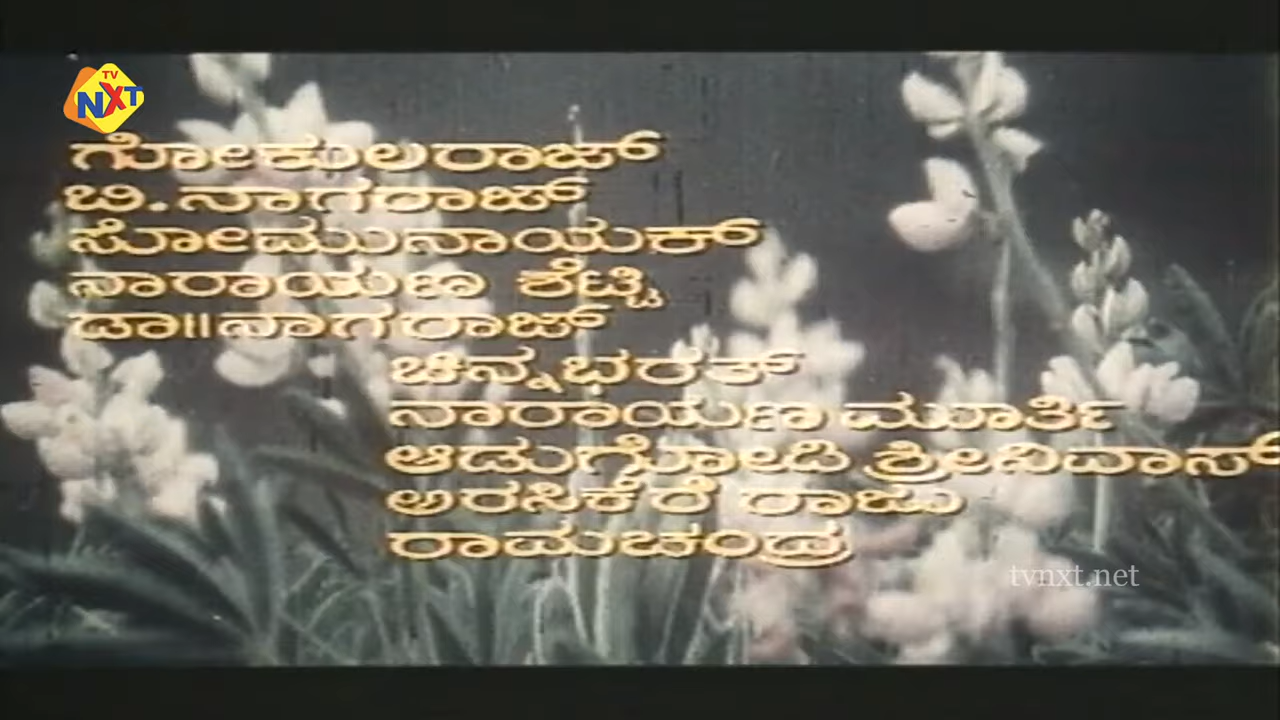 TV
NXT
ಗೋಕುಲರಾಜ್
ಬಿ. ನಾಗರಾಜ್
ಸೋಮುನಾಯಕ್
ನಾರಾಯಣ ಶೆಟ್ಟಿ
ಡಾ॥ನಾಗರಾಜ್
ಚಿನ್ನಭರತ್
ನಾರಾಯಣ ಮೂರ್ತಿ
ಆಡುಗೋಡಿ ಶ್ರೀನಿವಾಸ್
ಅರಸಿಕೆರೆ ರಾಜು
ರಾಮಚಂದ್ರ
tvnxt.net